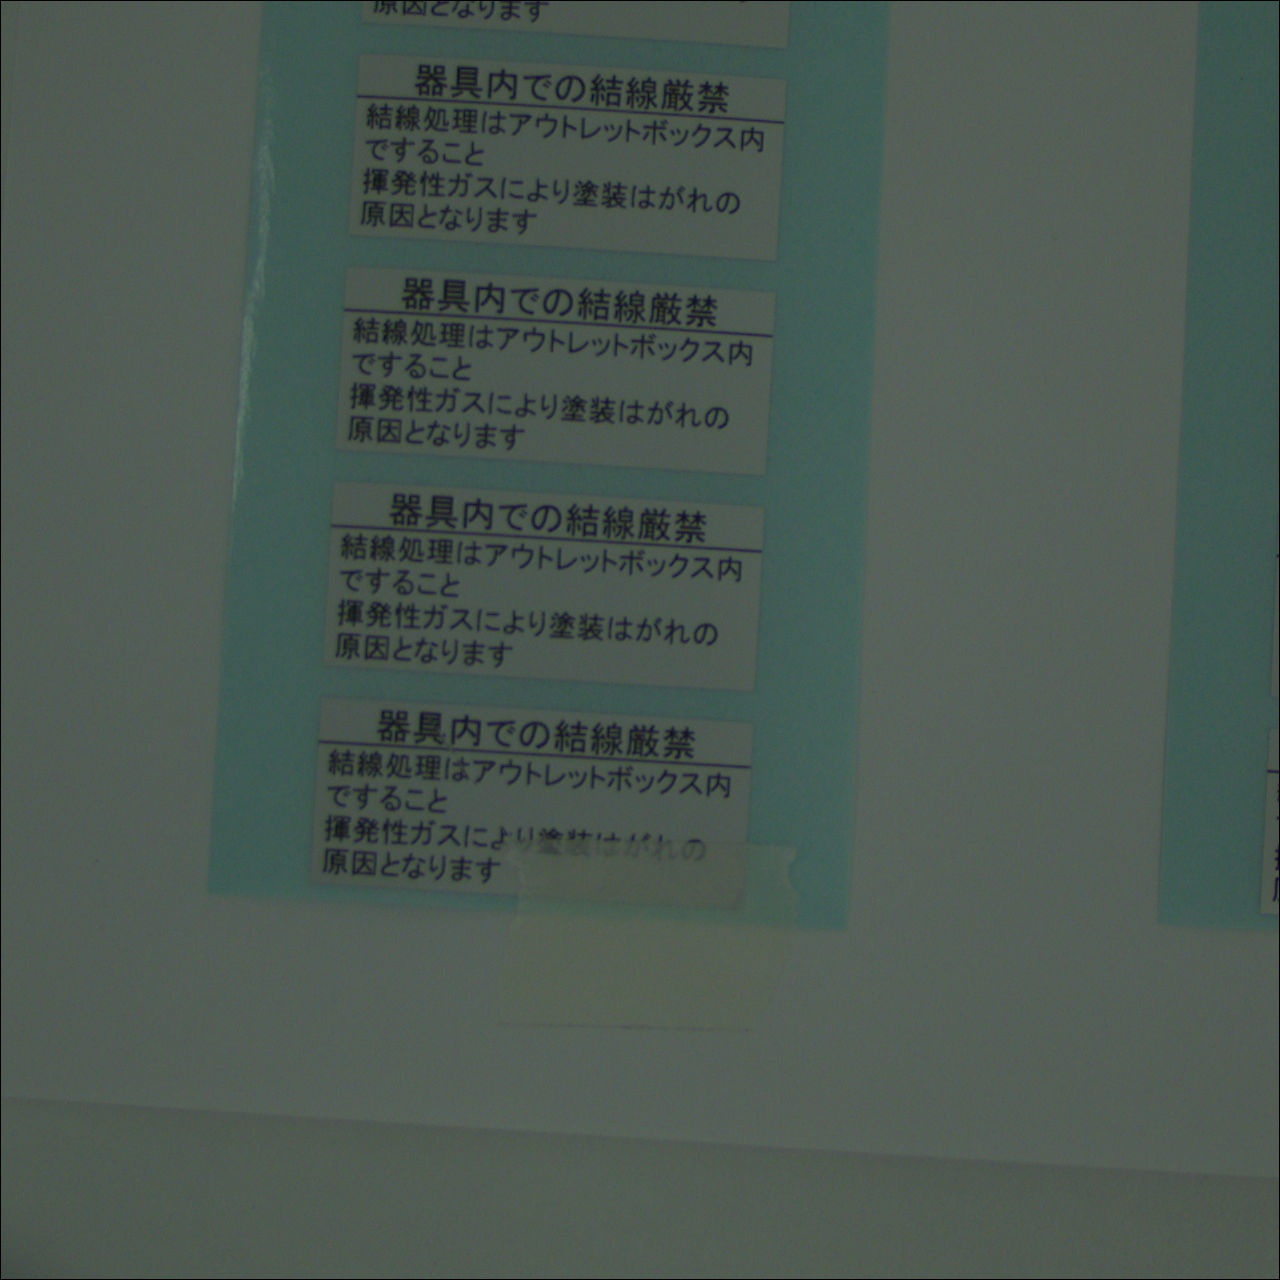 原因となります
器具内での結線厳禁
結線処理はアウトレットボックス内
ですること
揮発性ガスにより塗装はがれの
原因となります
器具内での結線厳禁
結線処理はアウトレットボックス内
ですること
揮発性ガスにより塗装はがれの
原因となります
器具内での結線厳禁
結線処理はアウトレットボックス内
ですること
揮発性ガスにより塗装はがれの
原因となります
器具内での結線厳禁
結線処理はアウトレットボックス内
ですること
揮発性ガスにより塗装はがれの
原因となります